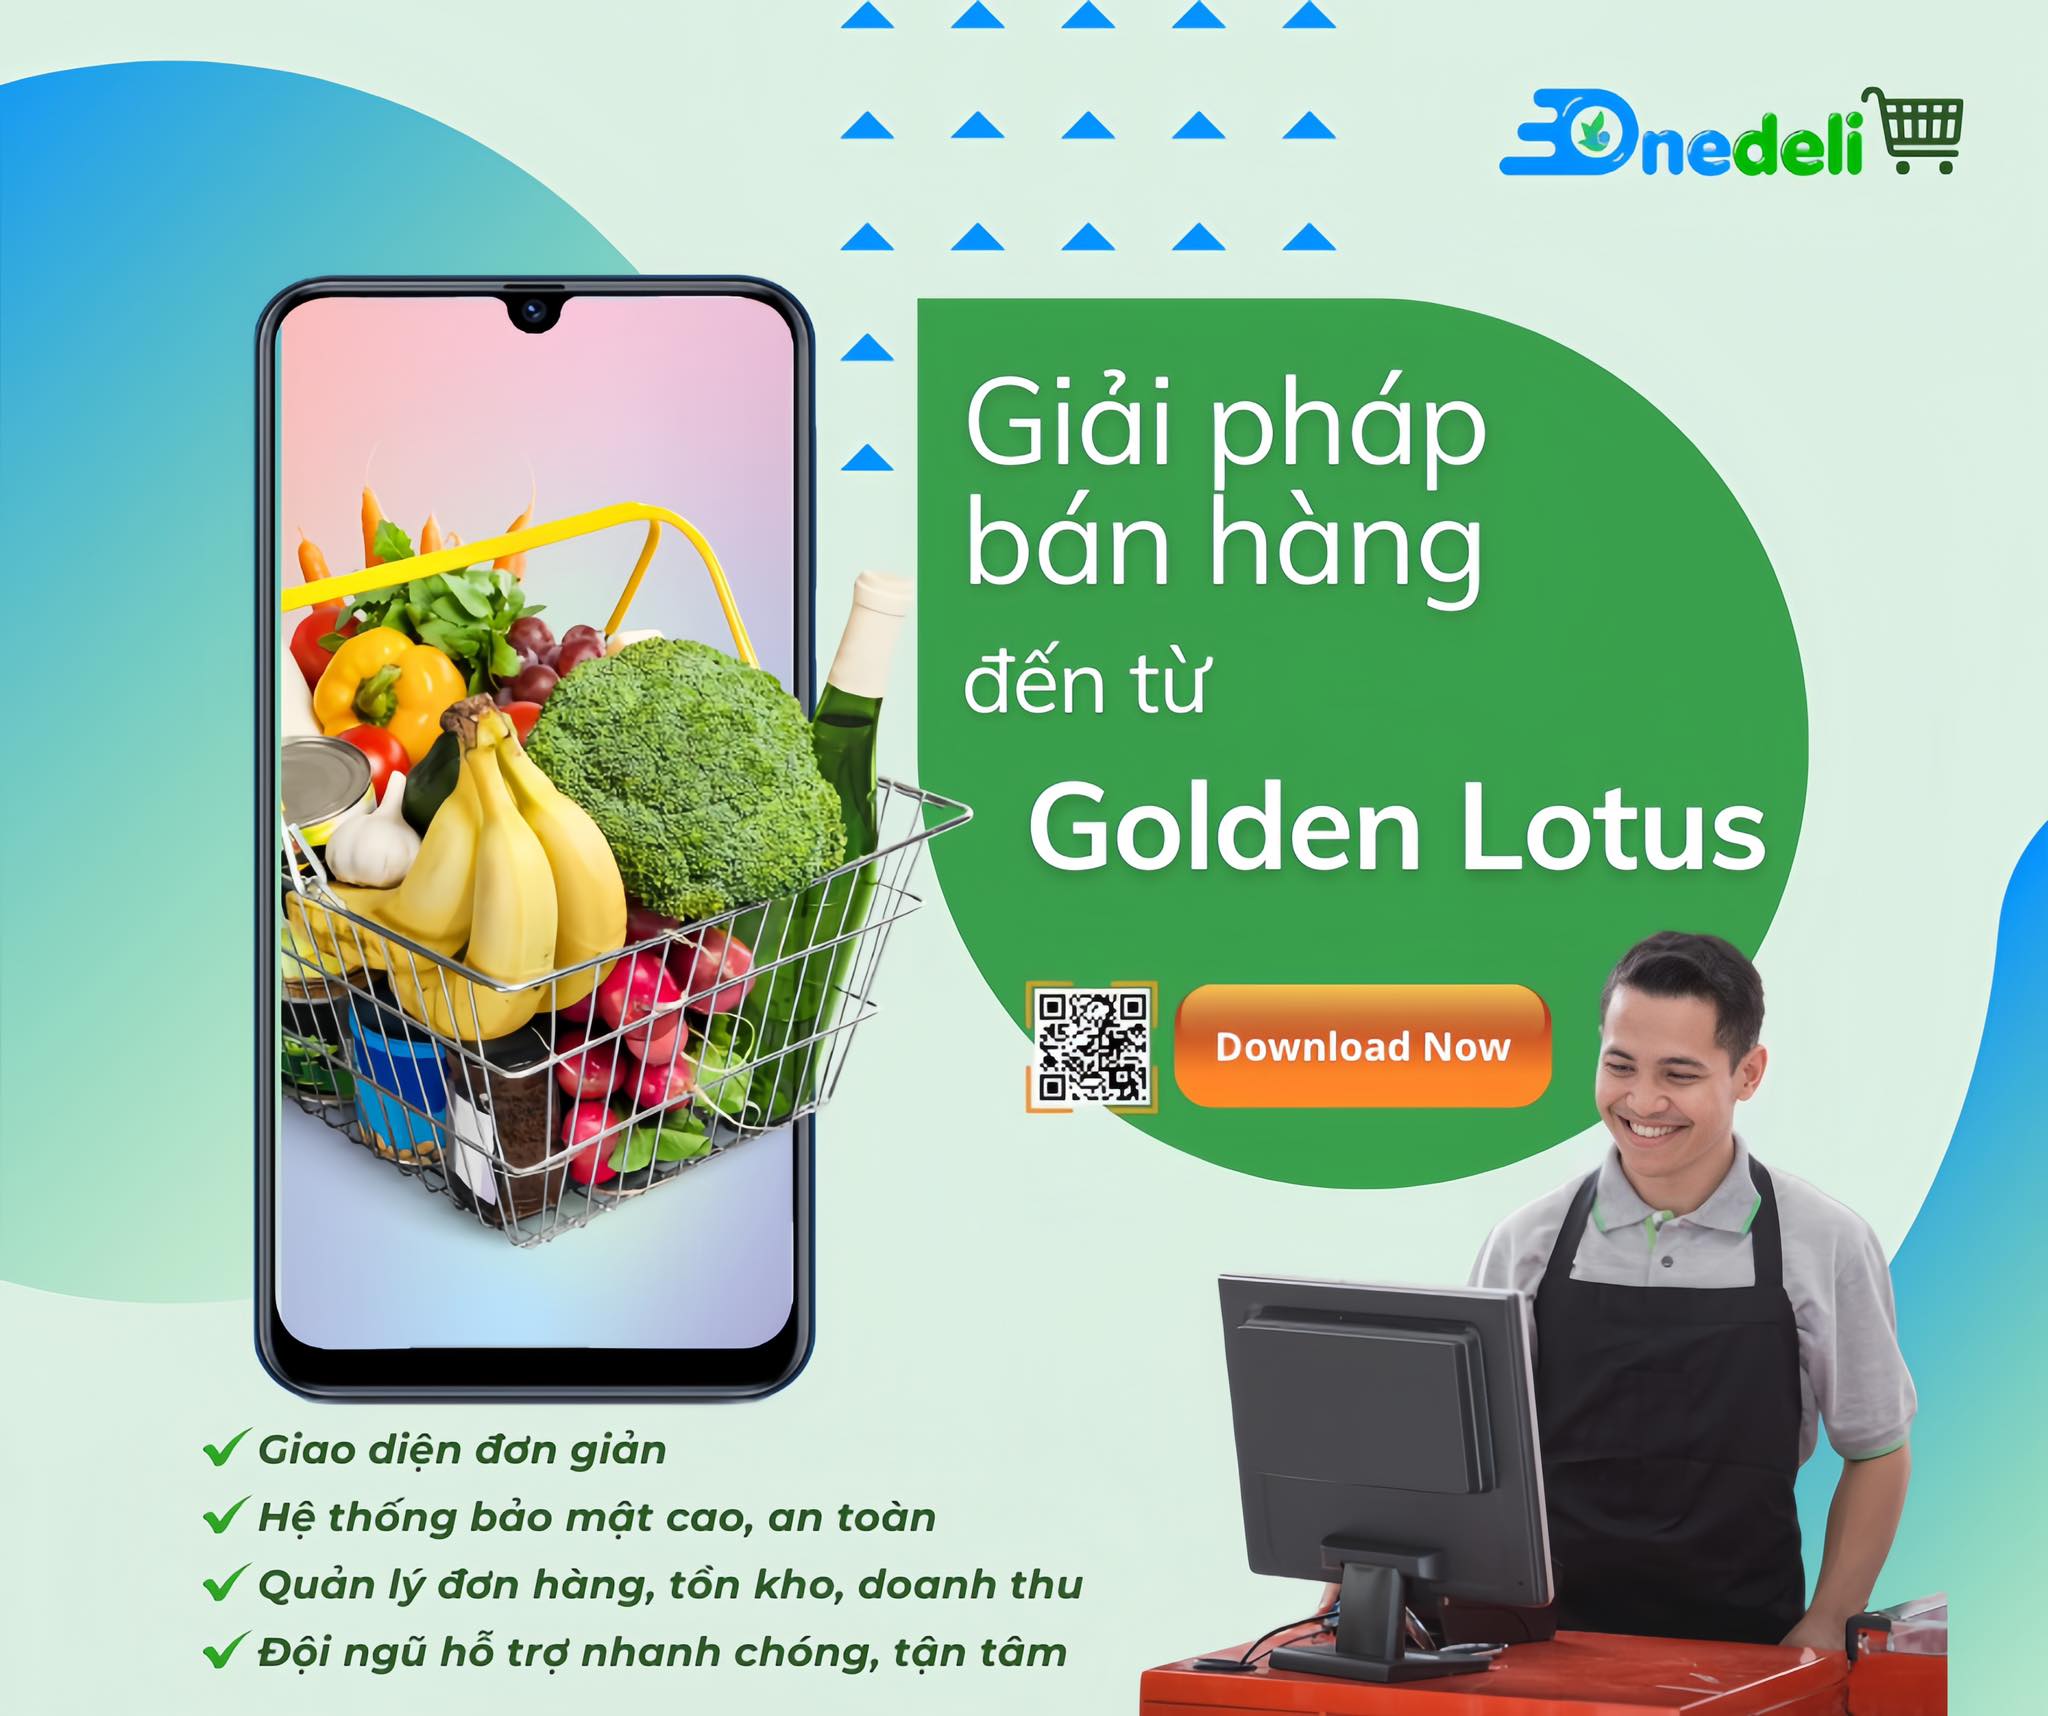 Onedeli
Giải pháp
bán hàng
đến từ
Golden Lotus
Download Now
Giao diện đơn giản
Hệ thống bảo mật cao, an toàn
Quản lý đơn hàng, tồn kho, doanh thu
Đội ngũ hỗ trợ nhanh chóng, tận tâm